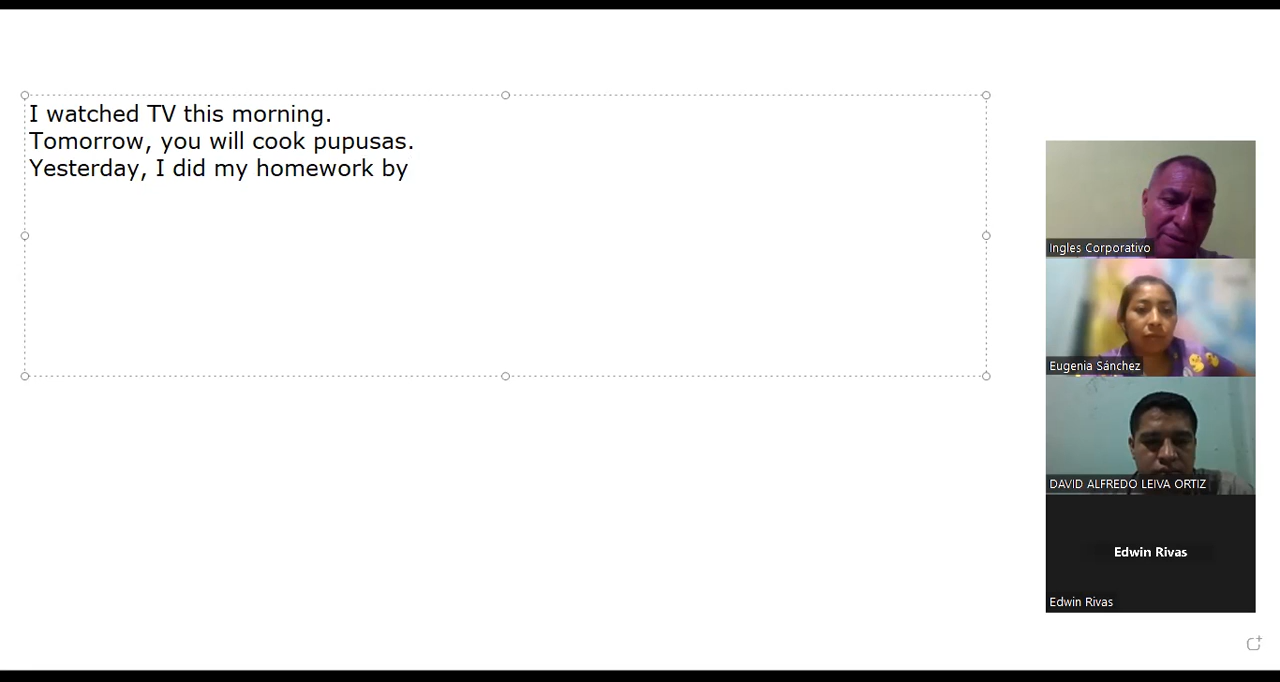 I watched TV this morning.
Tomorrow, you will cook pupusas.
Yesterday, I did my homework by
Ingles Corporativo
Eugenia Sánchez
DAVID ALFREDO LEIVA ORTIZ
Edwin Rivas
Edwin Rivas